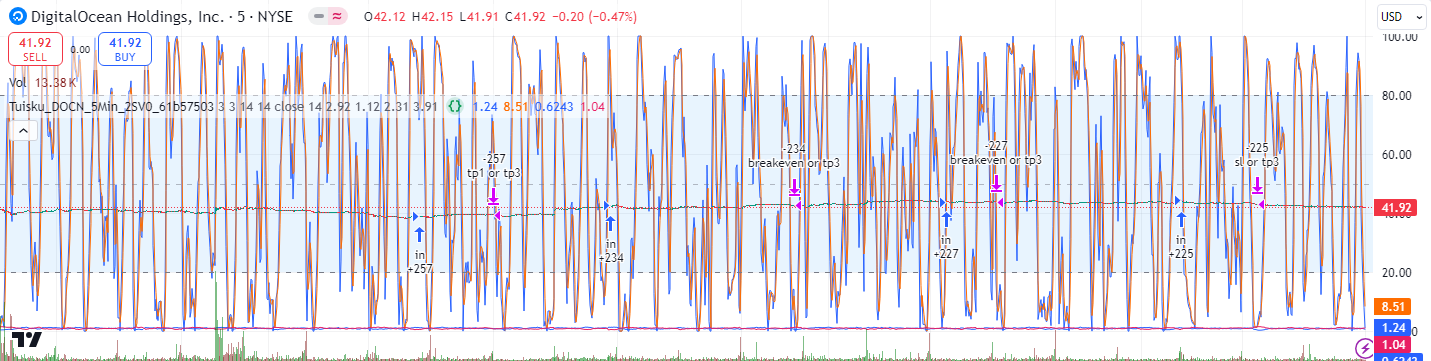 DigitalOcean Holdings, Inc. · 5 · NYSE O42.12 H42.15 L41.91 C41.92 −0.20 (−0.47%)
USD
41.92
SELL
0.00
41.92
BUY
Vol 13.38 K
Tuisku_DOCN_5Min_2SV0_61b57503 3 3 14 14 close 14 2.92 1.12 2.31 3.91 1.24 8.51 0.6243 1.04
100.00
80.00
60.00
41.92
20.00
8.51
1.24
1.04
0.6243
-257
tp1 or tp3
-234
breakeven or tp3
-227
breakeven or tp3
-225
sl or tp3
in
+257
in
+234
in
+227
in
+225